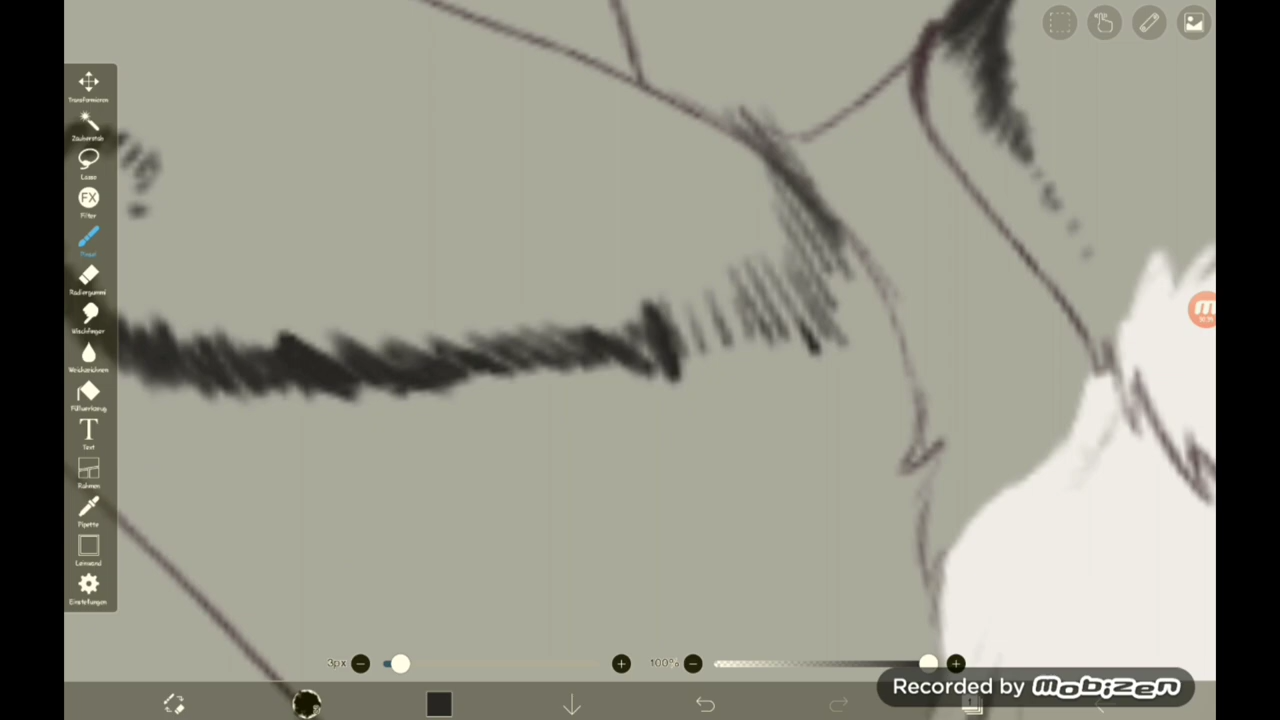 Transformieren
Zauberstab
Lasso
FX
Filter
Pinsel
Radiergummi
Wischfinger
Weichzeichnen
Füllwerkzeug
T
Text
Rahmen
Pipette
Leinwand
Einstellungen
3px
100%
Recorded by mobizen